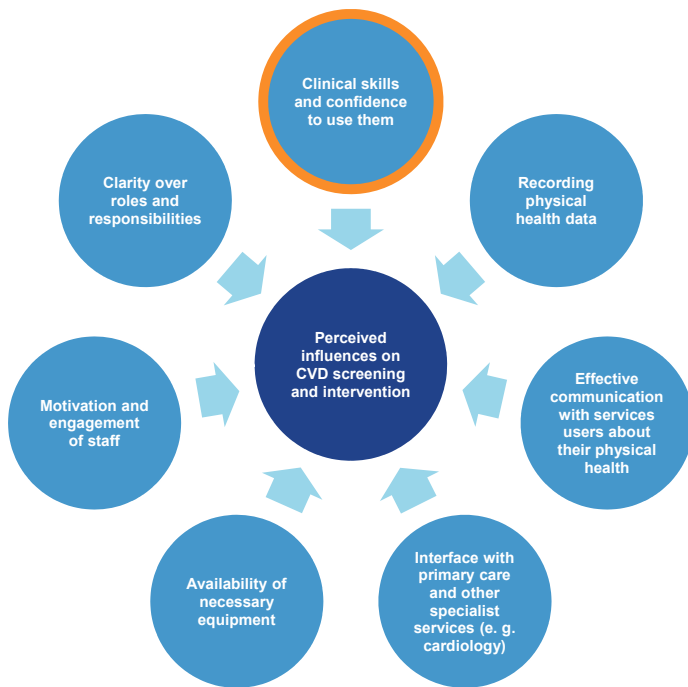 Clinical skills
and confidence
to use them
Clarity over
roles and
responsibilities
Recording
physical
health data
Perceived
influences on
CVD screening
and intervention
Motivation and
engagement
of staff
Effective
communication
with services
users about
their physical
health
Availability of
necessary
equipment
Interface with
primary care
and other
specialist
services (e. g.
cardiology)